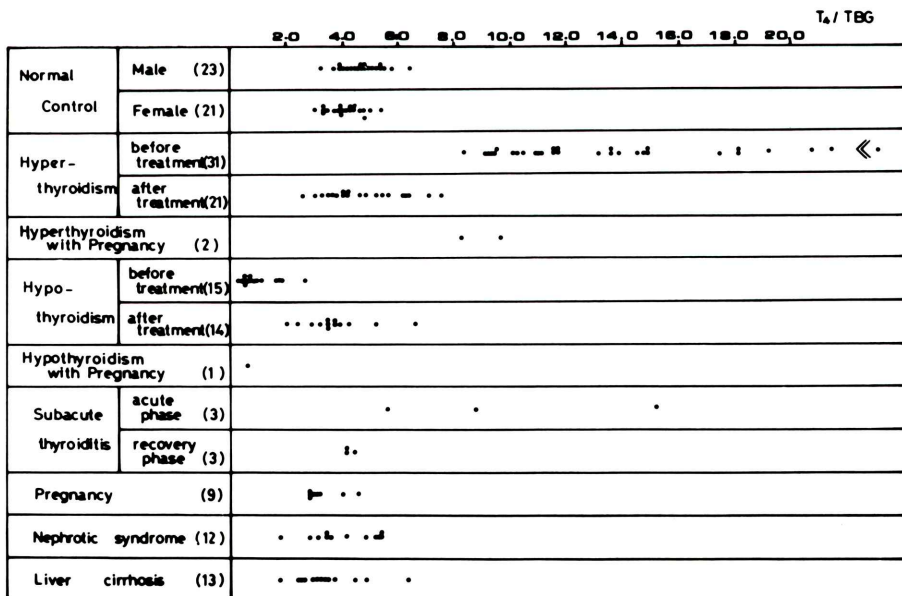 T₄ / TBG
2.0 4.0 6.0 8.0 10.0 12.0 14.0 16.0 18.0 20.0
Normal Control
Male (23)
Female (21)
Hyper-thyroidism
before treatment(31)
after treatment(21)
Hyperthyroidism
with Pregnancy (2)
Hypo-thyroidism
before treatment(15)
after treatment(14)
Hypothyroidism
with Pregnancy (1)
Subacute thyroiditis
acute phase (3)
recovery phase (3)
Pregnancy (9)
Nephrotic syndrome (12)
Liver cirrhosis (13)